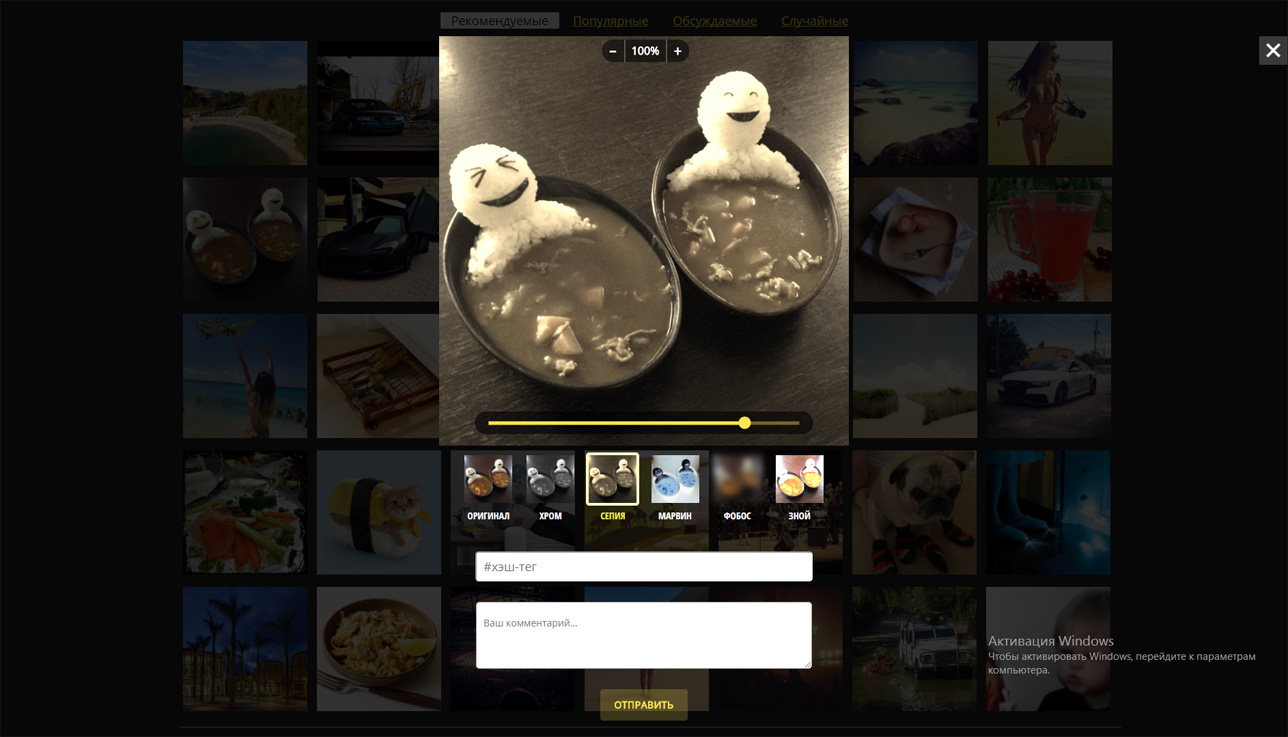 Рекомендуемые Популярные Обсуждаемые Случайные
− 100% +
ОРИГИНАЛ ХРОМ СЕПИЯ МАРВИН ФОБОС ЗНОЙ
#хэш-тег
Ваш комментарий...
Активация Windows
Чтобы активировать Windows, перейдите к параметрам
компьютера.
ОТПРАВИТЬ